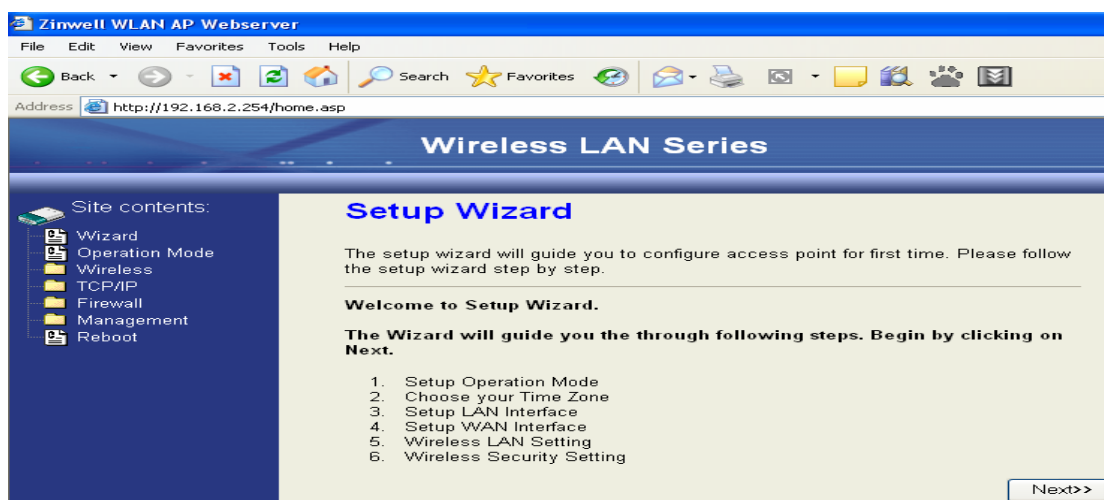 Zinwell WLAN AP Webserver
File Edit View Favorites Tools Help
Back Search Favorites
Address http://192.168.2.254/home.asp
Wireless LAN Series
Site contents:
Wizard
Operation Mode
Wireless
TCP/IP
Firewall
Management
Reboot
Setup Wizard
The setup wizard will guide you to configure access point for first time. Please follow
the setup wizard step by step.
Welcome to Setup Wizard.
The Wizard will guide you the through following steps. Begin by clicking on
Next.
1. Setup Operation Mode
2. Choose your Time Zone
3. Setup LAN Interface
4. Setup WAN Interface
5. Wireless LAN Setting
6. Wireless Security Setting
Next>>